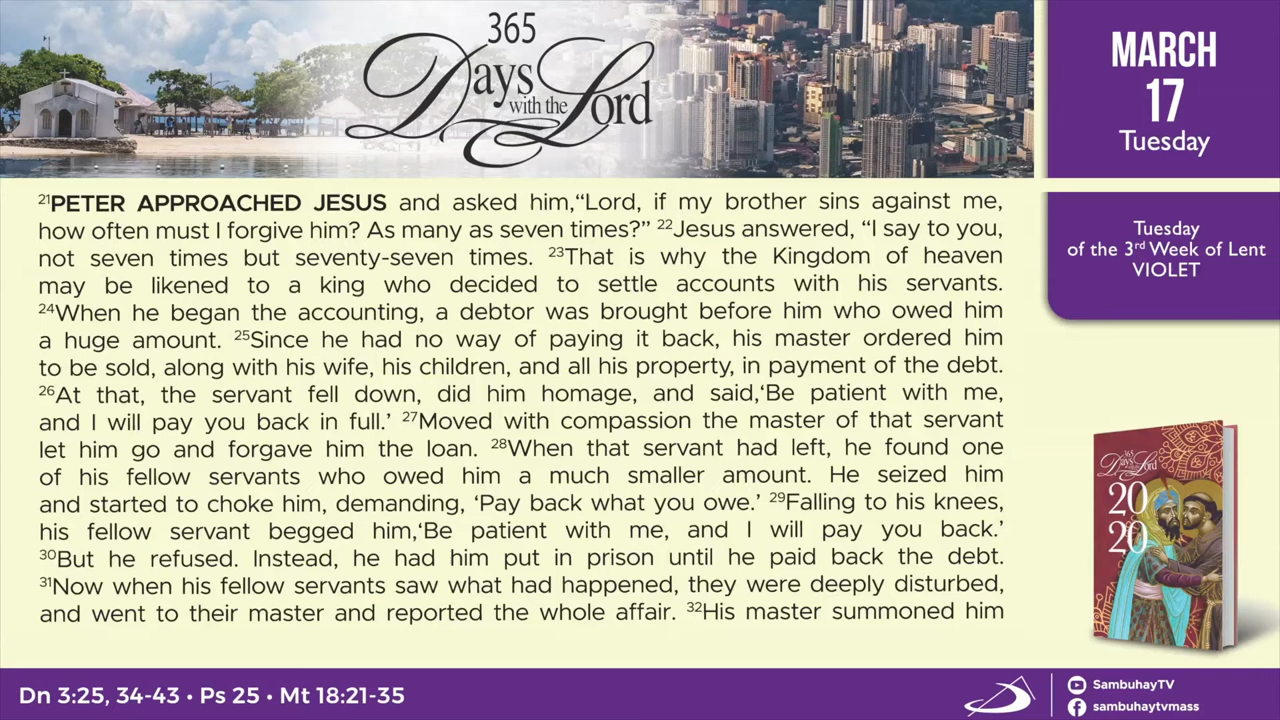 365
Days with the Lord
MARCH
17
Tuesday
Tuesday
of the 3rd Week of Lent
VIOLET
21PETER APPROACHED JESUS and asked him,“Lord, if my brother sins against me,
how often must I forgive him? As many as seven times?” 22Jesus answered, “I say to you,
not seven times but seventy-seven times. 23That is why the Kingdom of heaven
may be likened to a king who decided to settle accounts with his servants.
24When he began the accounting, a debtor was brought before him who owed him
a huge amount. 25Since he had no way of paying it back, his master ordered him
to be sold, along with his wife, his children, and all his property, in payment of the debt.
26At that, the servant fell down, did him homage, and said,‘Be patient with me,
and I will pay you back in full.’ 27Moved with compassion the master of that servant
let him go and forgave him the loan. 28When that servant had left, he found one
of his fellow servants who owed him a much smaller amount. He seized him
and started to choke him, demanding, ‘Pay back what you owe.’ 29Falling to his knees,
his fellow servant begged him,‘Be patient with me, and I will pay you back.’
30But he refused. Instead, he had him put in prison until he paid back the debt.
31Now when his fellow servants saw what had happened, they were deeply disturbed,
and went to their master and reported the whole affair. 32His master summoned him
365
Days with the Lord
20
20
Dn 3:25, 34-43 • Ps 25 • Mt 18:21-35
SambuhayTV
sambuhaytvmass